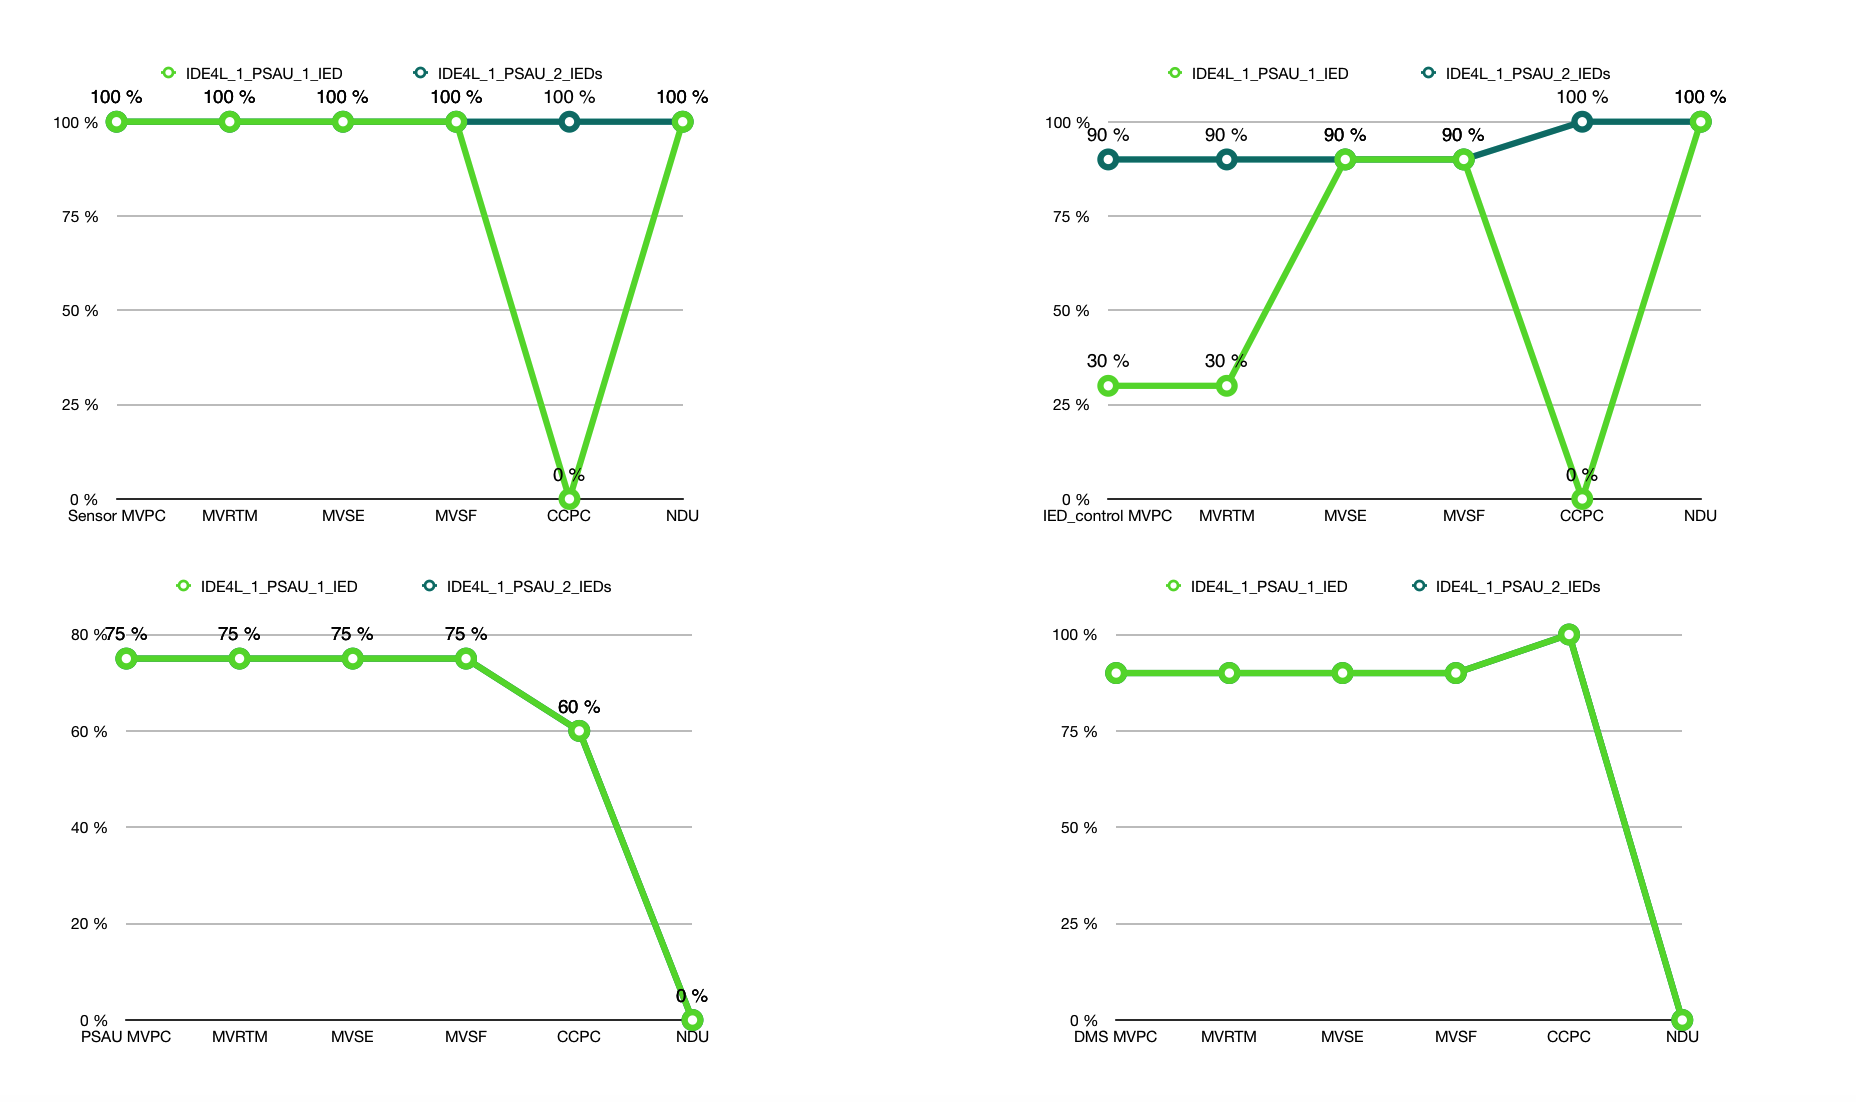 IDE4L_1_PSAU_1_IED IDE4L_1_PSAU_2_IEDs
100 % 100 % 100 % 100 % 100 % 100 %
100 %
75 %
50 %
25 %
0 %
0 %
Sensor MVPC MVRTM MVSE MVSF CCPC NDU
IDE4L_1_PSAU_1_IED IDE4L_1_PSAU_2_IEDs
100 % 100 %
100 %
90 % 90 % 90 % 90 %
75 %
50 %
30 % 30 %
25 %
0 %
0 %
IED_control MVPC MVRTM MVSE MVSF CCPC NDU
IDE4L_1_PSAU_1_IED IDE4L_1_PSAU_2_IEDs
80 % 75 % 75 % 75 % 75 %
60 %
60 %
40 %
20 %
0 %
0 %
PSAU MVPC MVRTM MVSE MVSF CCPC NDU
IDE4L_1_PSAU_1_IED IDE4L_1_PSAU_2_IEDs
100 %
75 %
50 %
25 %
0 %
DMS MVPC MVRTM MVSE MVSF CCPC NDU